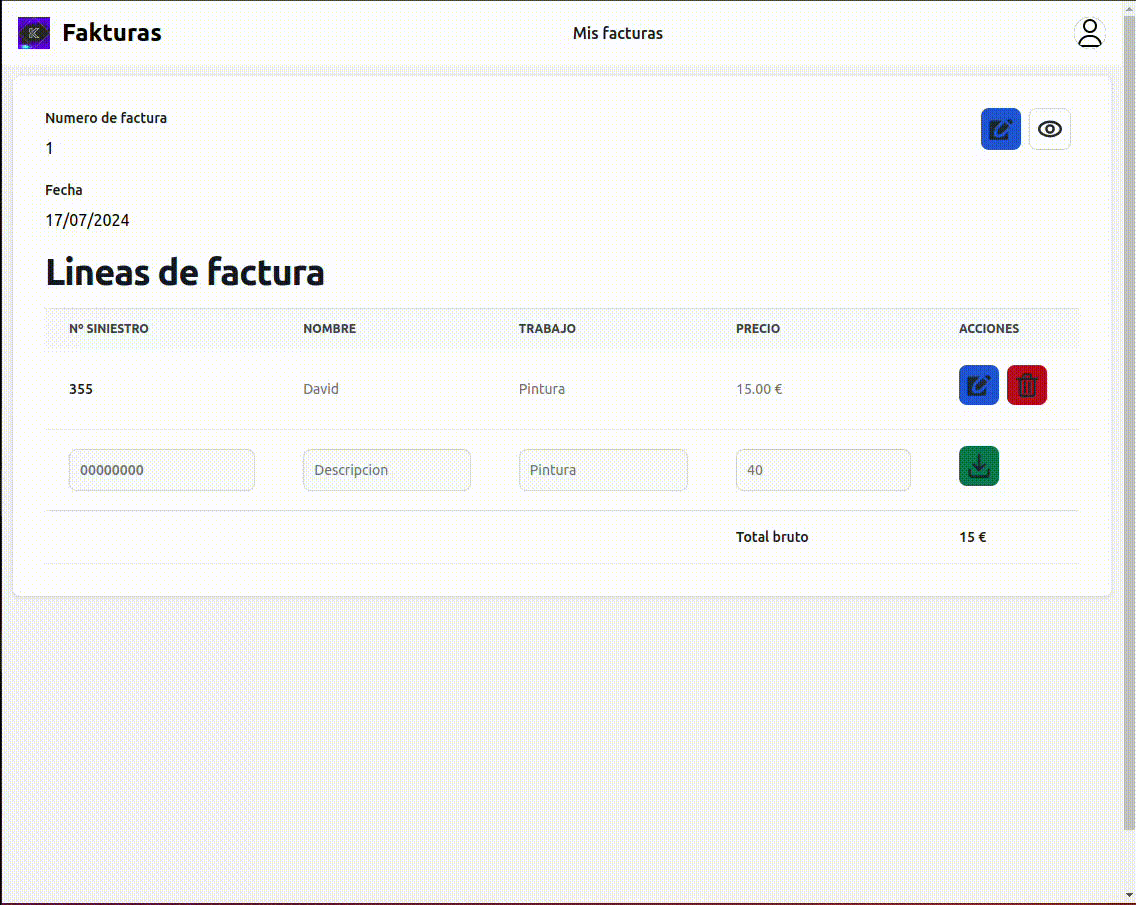 K
Fakturas
Mis facturas
Numero de factura
1
Fecha
17/07/2024
Lineas de factura
Nº SINIESTRO NOMBRE TRABAJO PRECIO ACCIONES
355 David Pintura 15.00 €
00000000 Descripcion Pintura 40
Total bruto 15 €